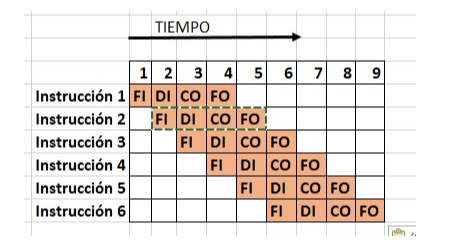 TIEMPO
1 2 3 4 5 6 7 8 9
Instrucción 1 FI DI CO FO
Instrucción 2 FI DI CO FO
Instrucción 3 FI DI CO FO
Instrucción 4 FI DI CO FO
Instrucción 5 FI DI CO FO
Instrucción 6 FI DI CO FO